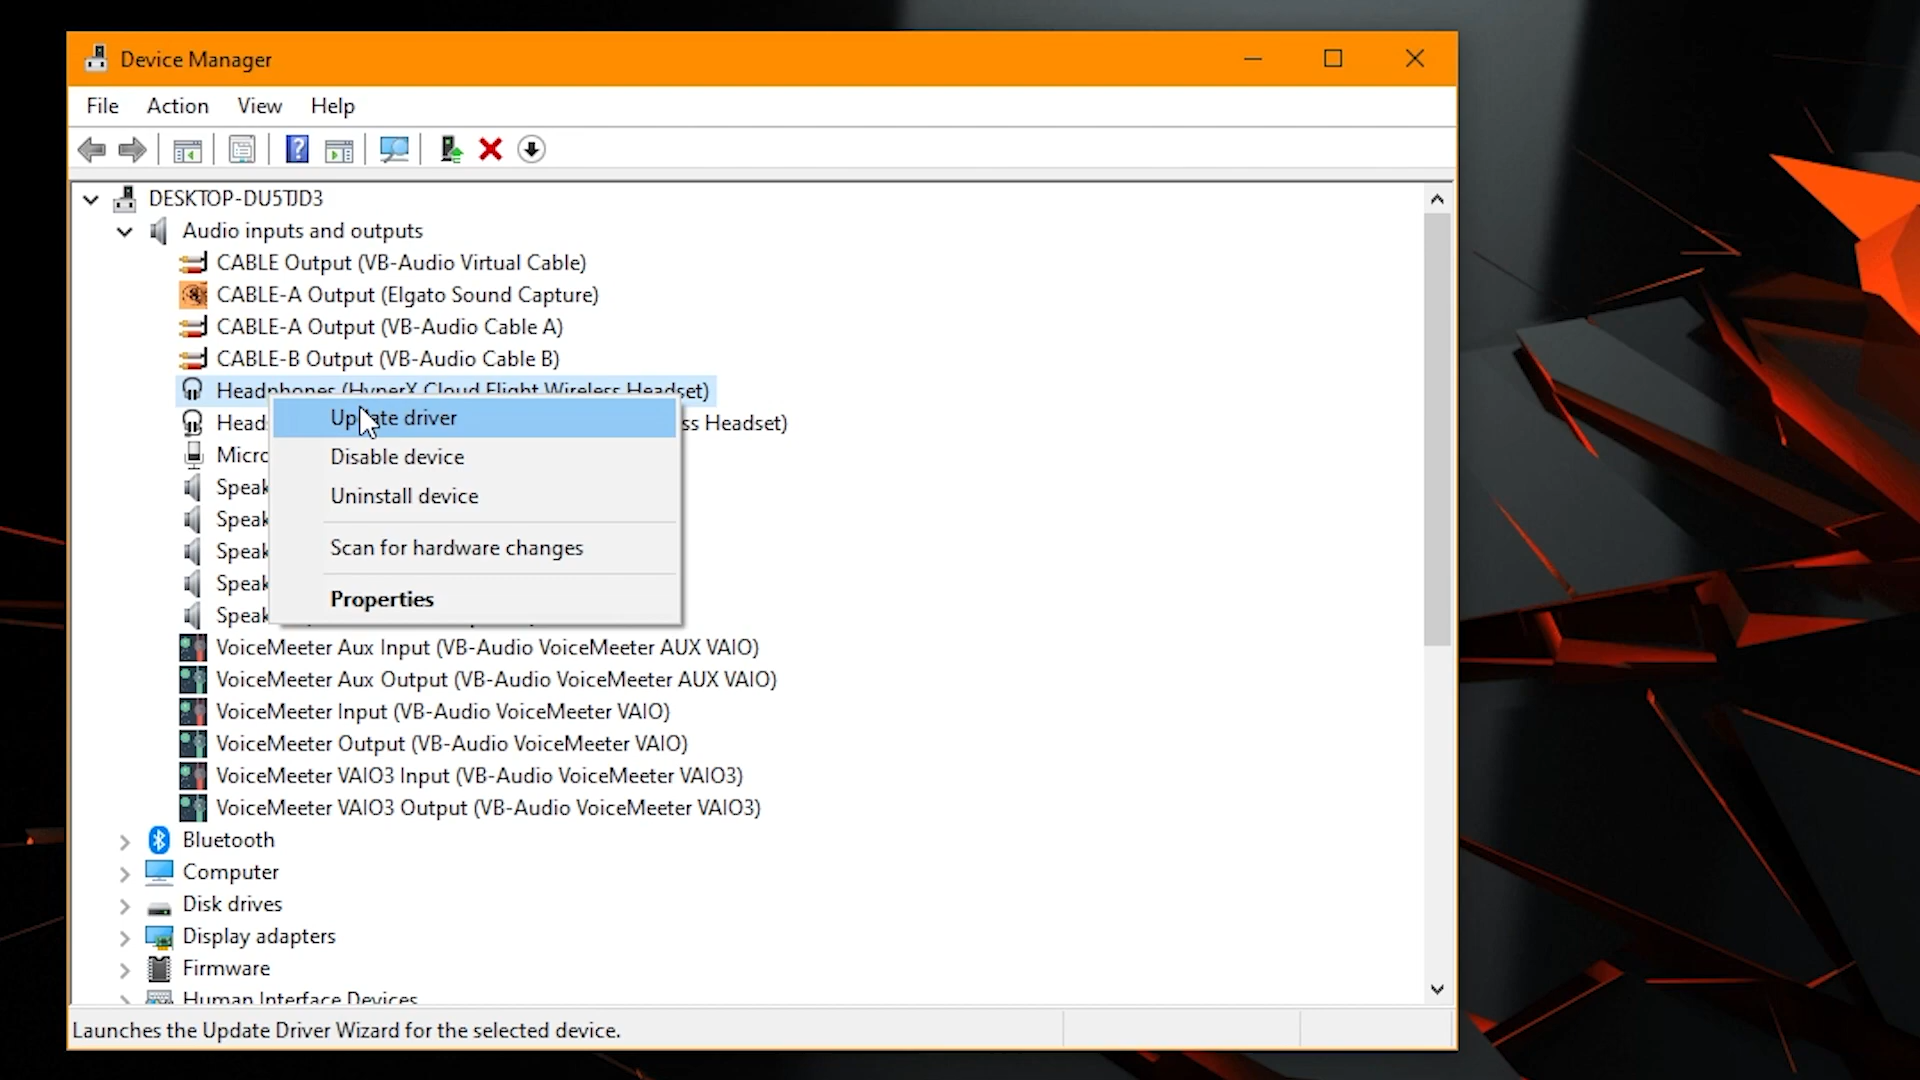 Device Manager
File Action View Help
DESKTOP-DU5TJD3
Audio inputs and outputs
CABLE Output (VB-Audio Virtual Cable)
CABLE-A Output (Elgato Sound Capture)
CABLE-A Output (VB-Audio Cable A)
CABLE-B Output (VB-Audio Cable B)
Headphones (HyperX Cloud Flight Wireless Headset)
Update driver
Head ss Headset)
Micro
Disable device
Speak
Uninstall device
Speak
Speak
Scan for hardware changes
Speak
Properties
Speak
VoiceMeeter Aux Input (VB-Audio VoiceMeeter AUX VAIO)
VoiceMeeter Aux Output (VB-Audio VoiceMeeter AUX VAIO)
VoiceMeeter Input (VB-Audio VoiceMeeter VAIO)
VoiceMeeter Output (VB-Audio VoiceMeeter VAIO)
VoiceMeeter VAIO3 Input (VB-Audio VoiceMeeter VAIO3)
VoiceMeeter VAIO3 Output (VB-Audio VoiceMeeter VAIO3)
Bluetooth
Computer
Disk drives
Display adapters
Firmware
Human Interface Devices
Launches the Update Driver Wizard for the selected device.